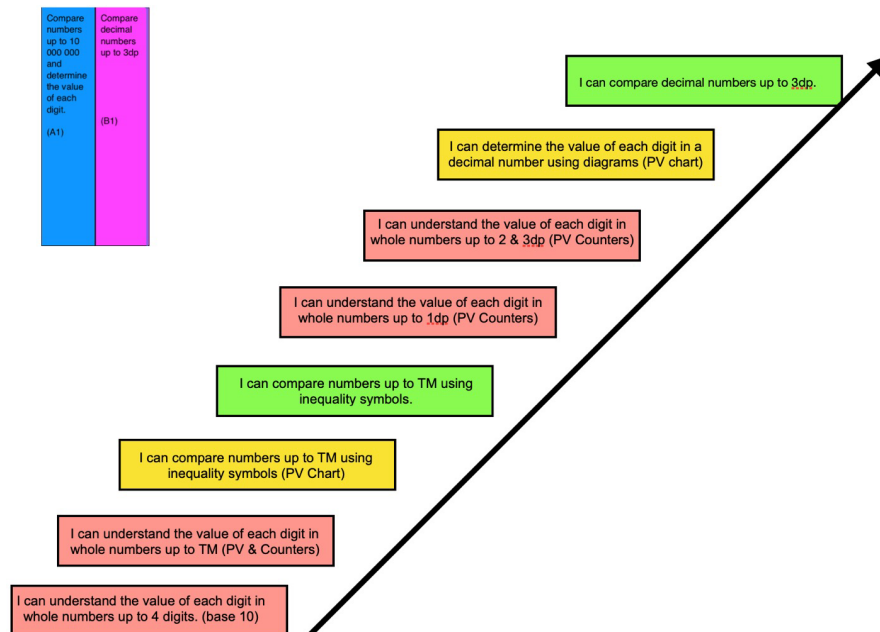 Compare
numbers
up to 10
000 000
and
determine
the value
of each
digit.
(A1)
Compare
decimal
numbers
up to 3dp
(B1)
I can compare decimal numbers up to 3dp.
I can determine the value of each digit in a
decimal number using diagrams (PV chart)
I can understand the value of each digit in
whole numbers up to 2 & 3dp (PV Counters)
I can understand the value of each digit in
whole numbers up to 1dp (PV Counters)
I can compare numbers up to TM using
inequality symbols.
I can compare numbers up to TM using
inequality symbols (PV Chart)
I can understand the value of each digit in
whole numbers up to TM (PV & Counters)
I can understand the value of each digit in
whole numbers up to 4 digits. (base 10)